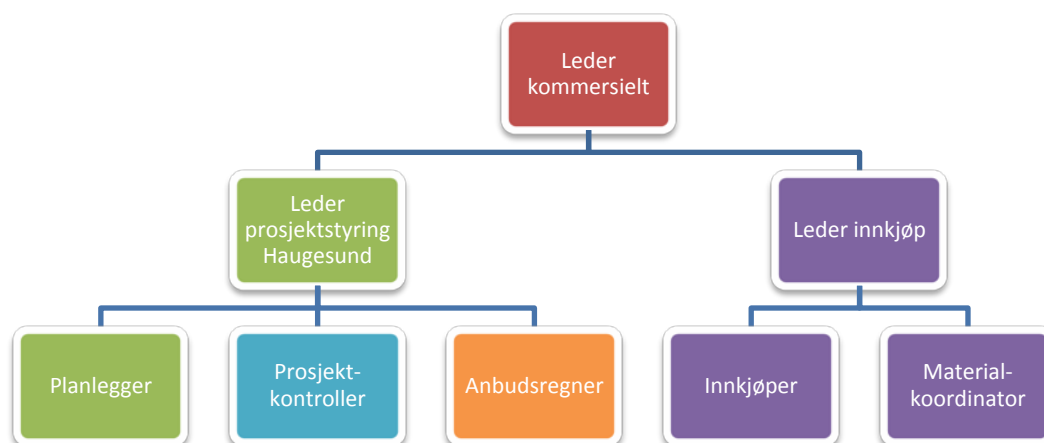 Leder
kommersielt
Leder
prosjektstyring
Haugesund
Leder innkjøp
Planlegger
Prosjekt-
kontroller
Anbudsregner
Innkjøper
Material-
koordinator